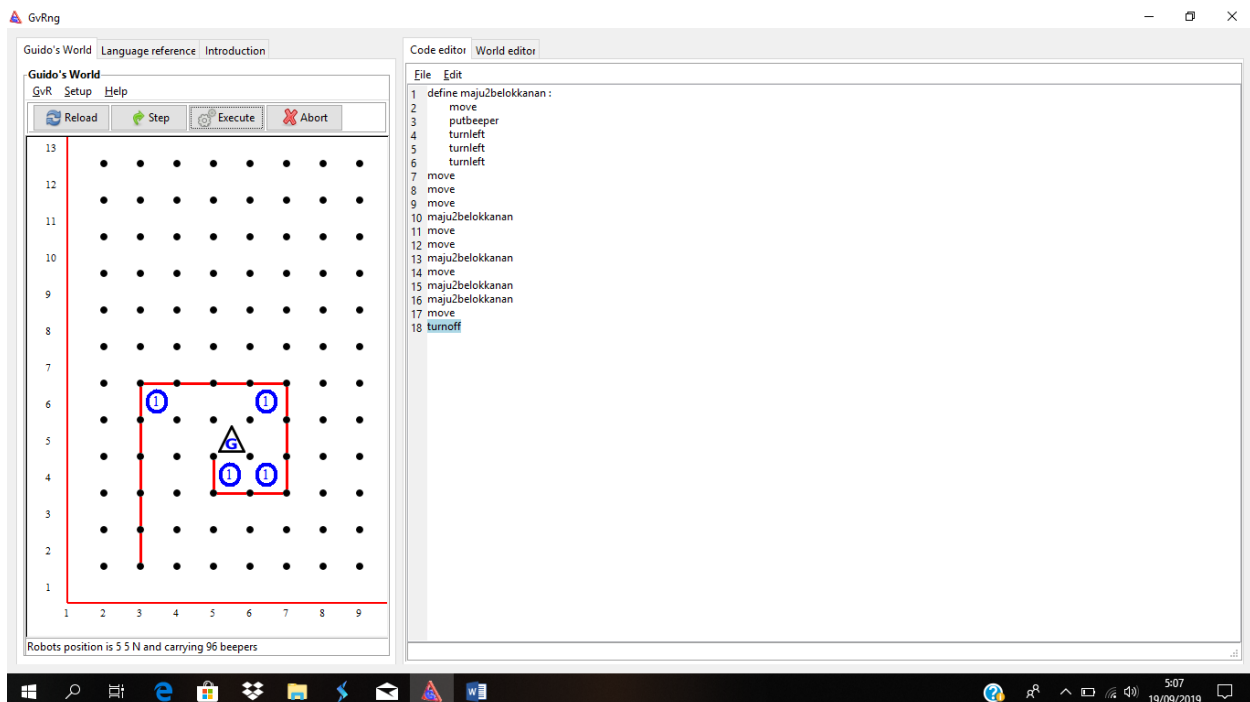 GvRng
Guido's World Language reference Introduction
Guido's World
GvR Setup Help
Reload Step Execute Abort
13
12
11
10
9
8
7
6
5
4
3
2
1
1 2 3 4 5 6 7 8 9
1 1
G
1 1
Robots position is 5 5 N and carrying 96 beepers
Code editor World editor
File Edit
1 define maju2belokkanan :
2 move
3 putbeeper
4 turnleft
5 turnleft
6 turnleft
7 move
8 move
9 move
10 maju2belokkanan
11 move
12 move
13 maju2belokkanan
14 move
15 maju2belokkanan
16 maju2belokkanan
17 move
18 turnoff
5:07
19/09/2019